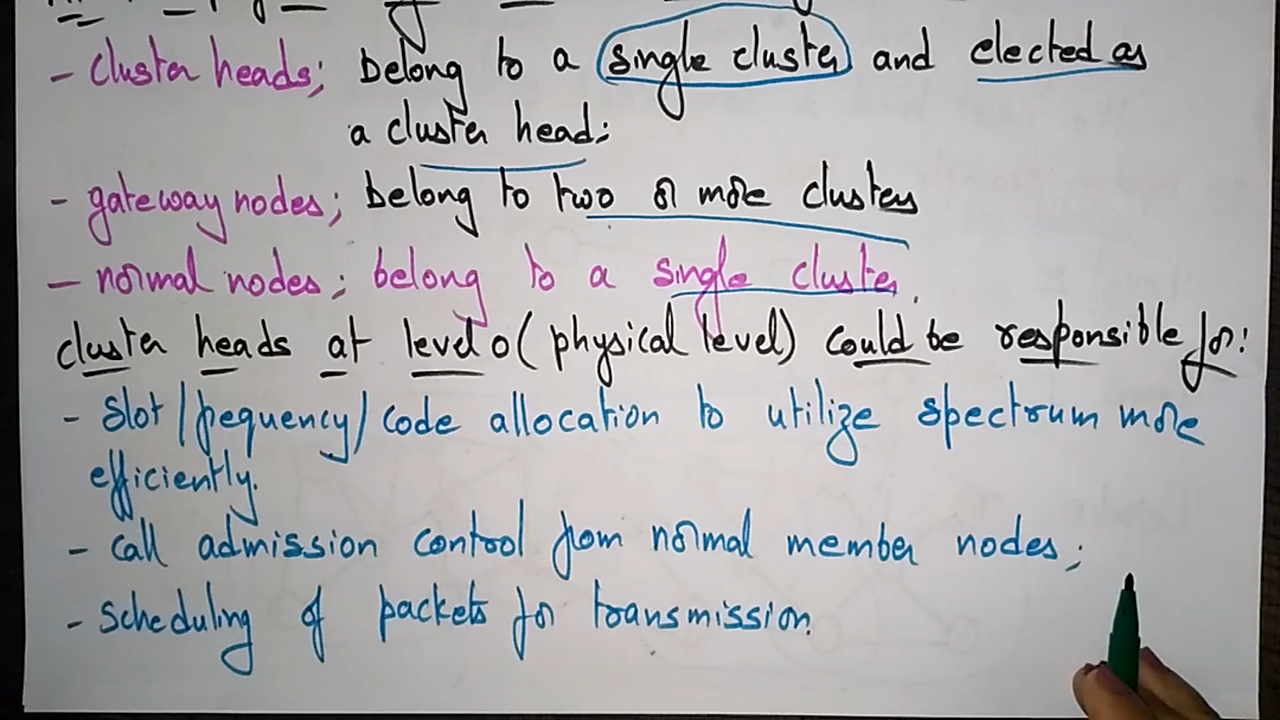 - cluster heads; belong to a single cluster and elected as
a cluster head:
- gateway nodes; belong to two or more clusters
- normal nodes; belong to a single cluster.
cluster heads at level 0( physical level) could be responsible for:
- slot/frequency/code allocation to utilize spectrum more
efficiently.
- call admission control from normal member nodes;
- scheduling of packets for transmission.